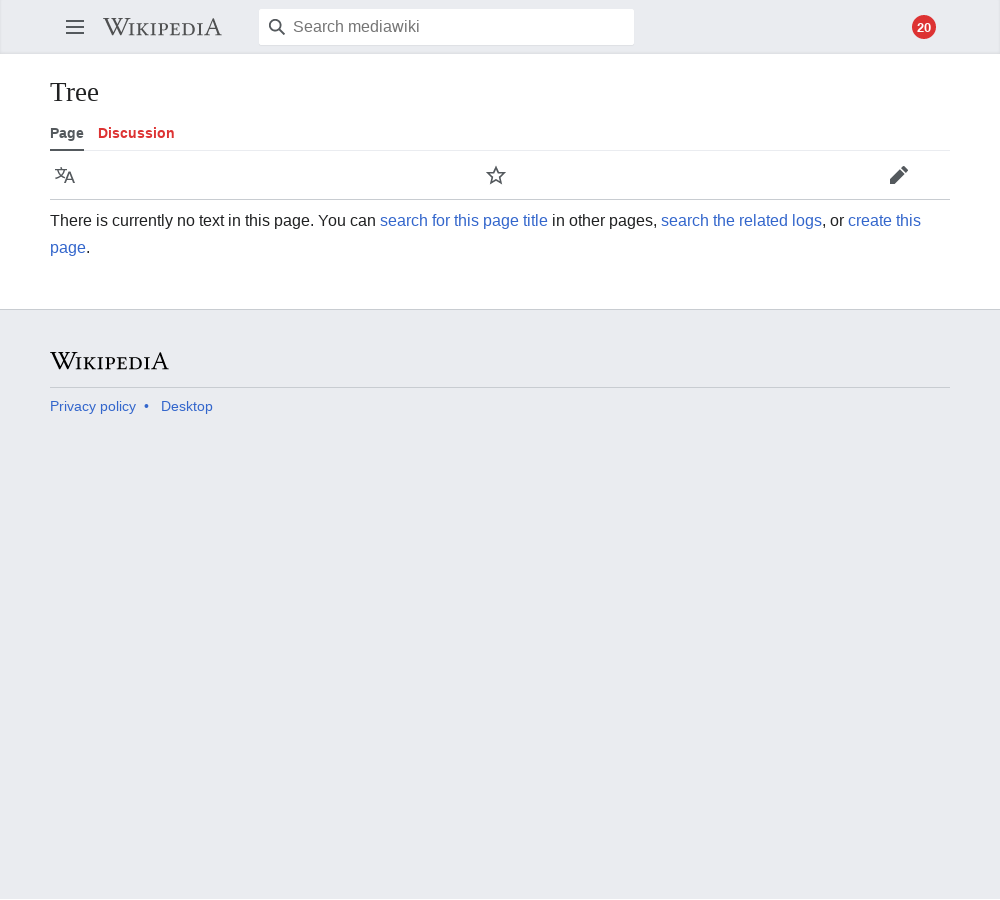 WIKIPEDIA Search mediawiki 20
Tree
Page Discussion
There is currently no text in this page. You can search for this page title in other pages, search the related logs, or create this
page.
WIKIPEDIA
Privacy policy • Desktop